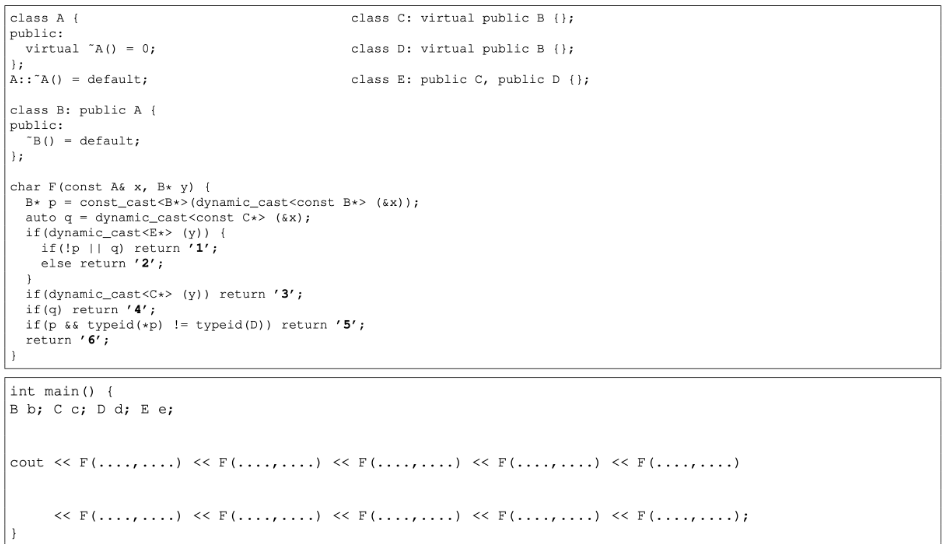 class A {
public:
  virtual ~A() = 0;
};
A::~A() = default;
class B: public A {
public:
  ~B() = default;
};
class C: virtual public B {};
class D: virtual public B {};
class E: public C, public D {};
char F(const A& x, B* y) {
  B* p = const_cast<B*>(dynamic_cast<const B*> (&x));
  auto q = dynamic_cast<const C*> (&x);
  if(dynamic_cast<E*> (y)) {
    if(!p || q) return '1';
    else return '2';
  }
  if(dynamic_cast<C*> (y)) return '3';
  if(q) return '4';
  if(p && typeid(*p) != typeid(D)) return '5';
  return '6';
}
int main() {
B b; C c; D d; E e;
cout << F(....,....) << F(....,....) << F(....,....) << F(....,....) << F(....,....)
     << F(....,....) << F(....,....) << F(....,....) << F(....,....) << F(....,....);
}